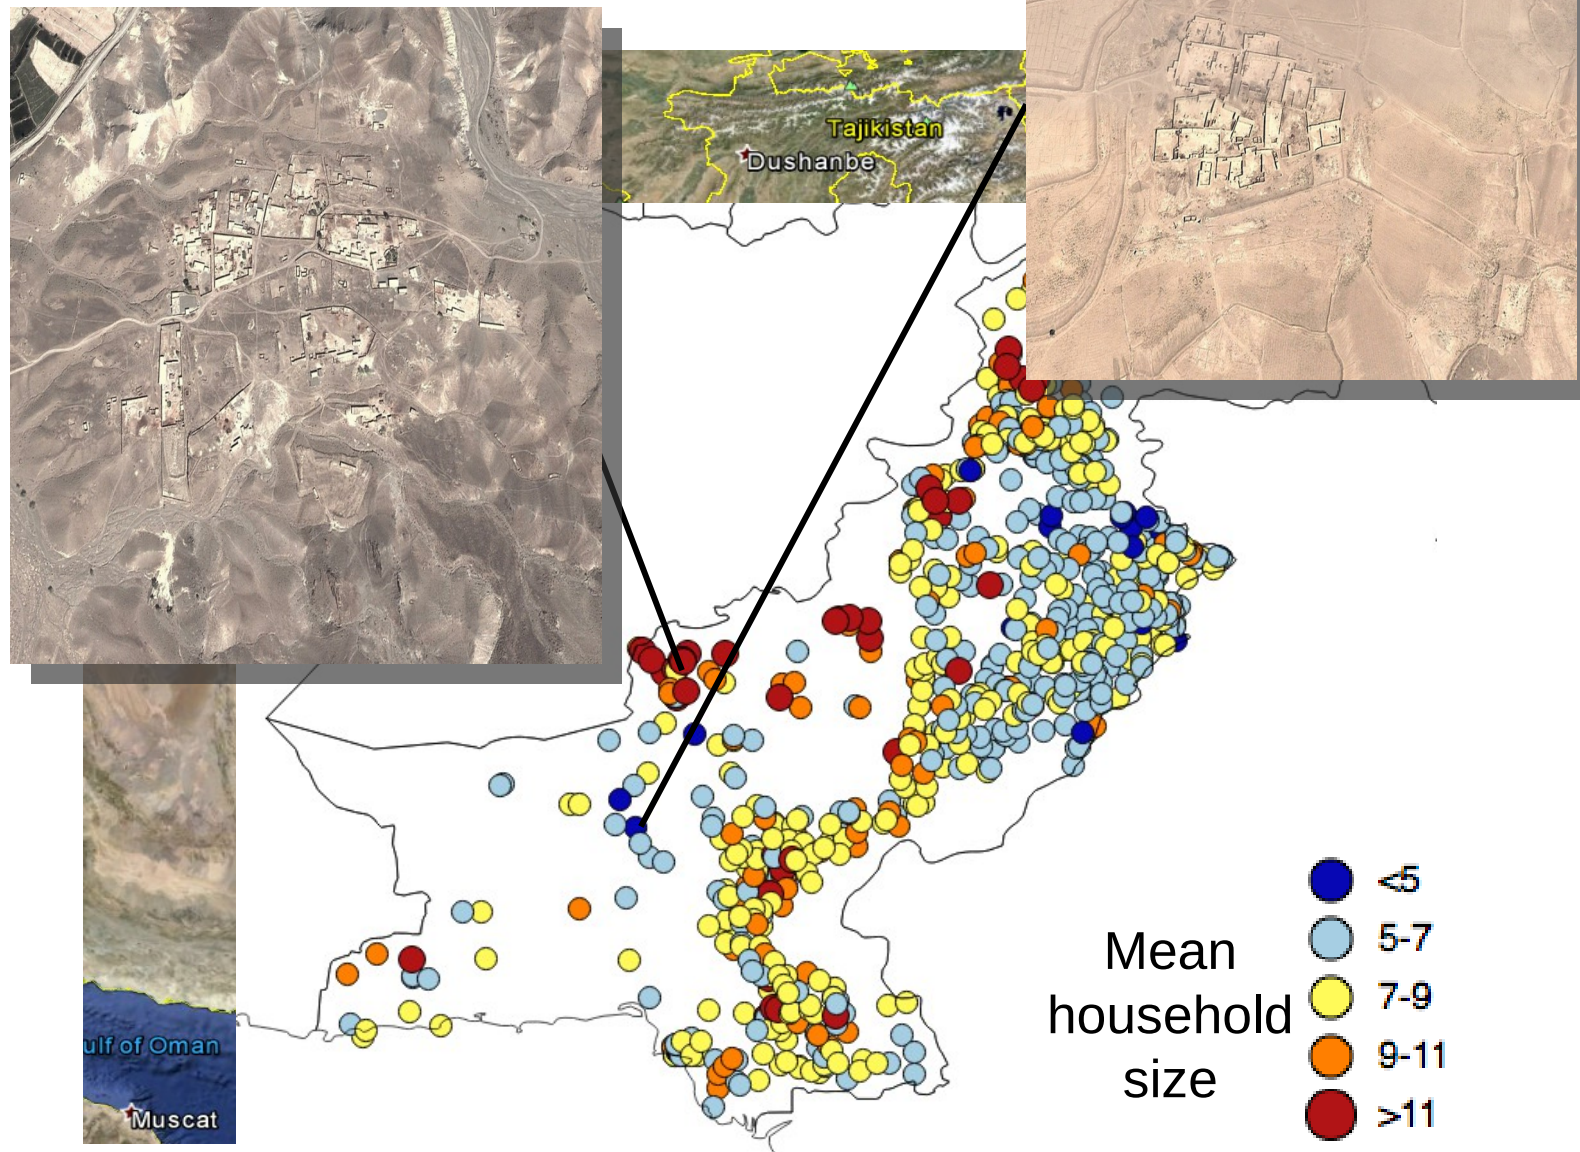 Tajikistan
Dushanbe
Mean
household
size
<5
5-7
7-9
9-11
>11
ulf of Oman
Muscat